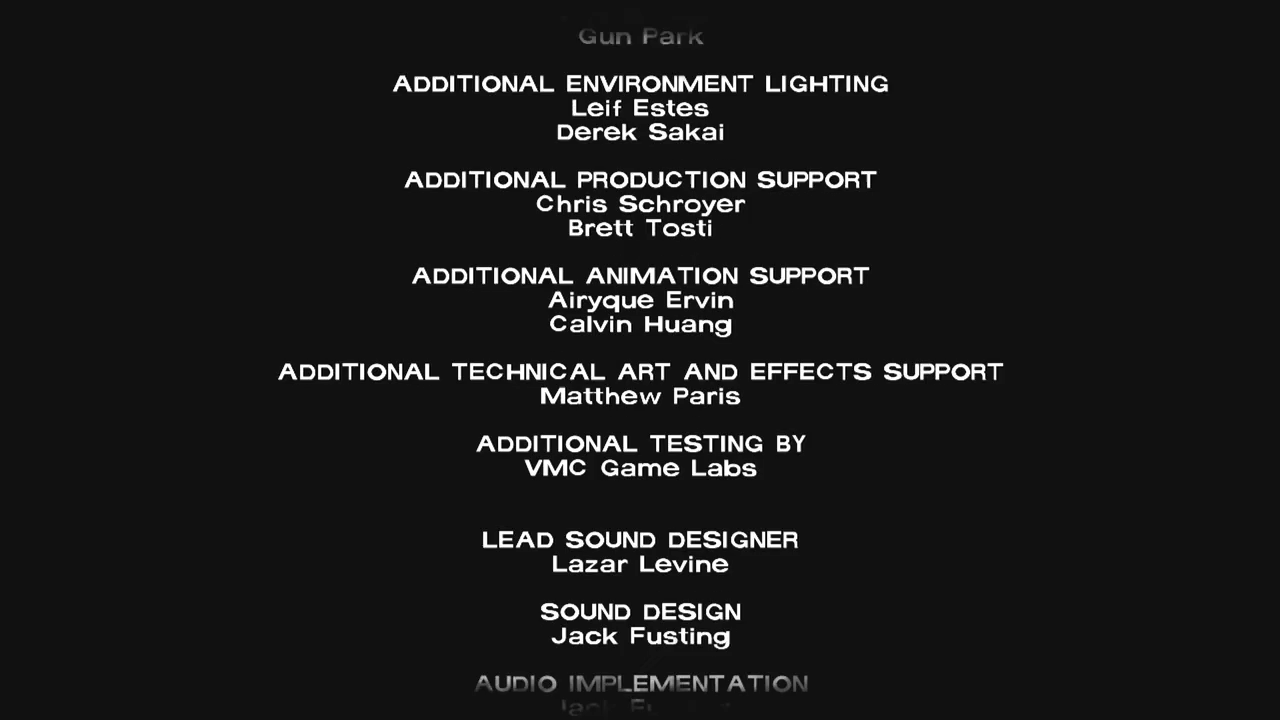 Gun Park
ADDITIONAL ENVIRONMENT LIGHTING
Leif Estes
Derek Sakai
ADDITIONAL PRODUCTION SUPPORT
Chris Schroyer
Brett Tosti
ADDITIONAL ANIMATION SUPPORT
Airyque Ervin
Calvin Huang
ADDITIONAL TECHNICAL ART AND EFFECTS SUPPORT
Matthew Paris
ADDITIONAL TESTING BY
VMC Game Labs
LEAD SOUND DESIGNER
Lazar Levine
SOUND DESIGN
Jack Fusting
AUDIO IMPLEMENTATION
Jack